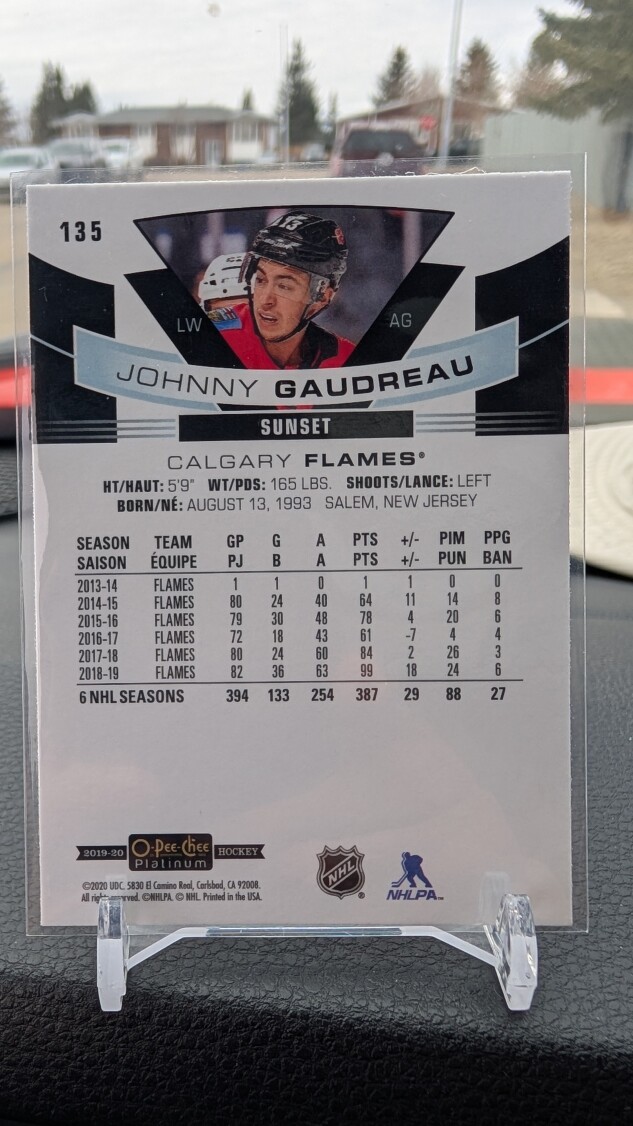 135
13
LW
AG
JOHNNY GAUDREAU
SUNSET
CALGARY FLAMES®
HT/HAUT: 5'9" WT/PDS: 165 LBS. SHOOTS/LANCE: LEFT
BORN/NÉ: AUGUST 13, 1993 SALEM, NEW JERSEY
SEASON TEAM GP G A PTS +/- PIM PPG
SAISON ÉQUIPE PJ B A PTS +/- PUN BAN
2013-14 FLAMES 1 1 0 1 1 0 0
2014-15 FLAMES 80 24 40 64 11 14 8
2015-16 FLAMES 79 30 48 78 4 20 6
2016-17 FLAMES 72 18 43 61 -7 4 4
2017-18 FLAMES 80 24 60 84 2 26 3
2018-19 FLAMES 82 36 63 99 18 24 6
6 NHL SEASONS 394 133 254 387 29 88 27
2019-20 O-Pee-Chee Platinum HOCKEY
NHL ®
NHLPA™
©2020 UDC. 5830 El Camino Real, Carlsbad, CA 92008.
All rights reserved. ©NHLPA. © NHL. Printed in the USA.